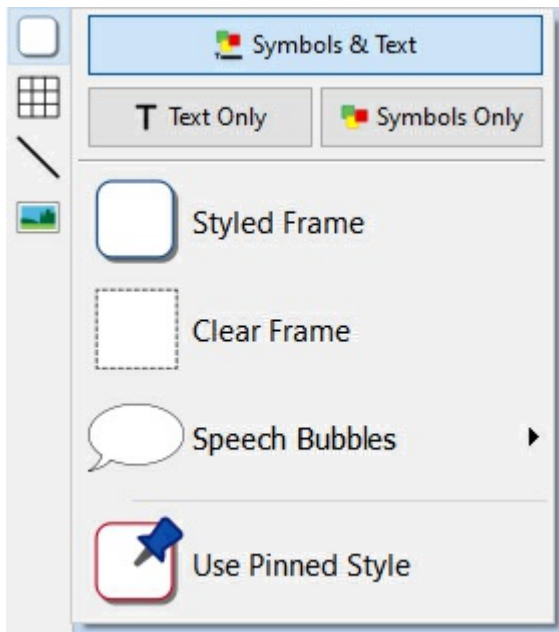 Symbols & Text
T Text Only
Symbols Only
Styled Frame
Clear Frame
Speech Bubbles
Use Pinned Style